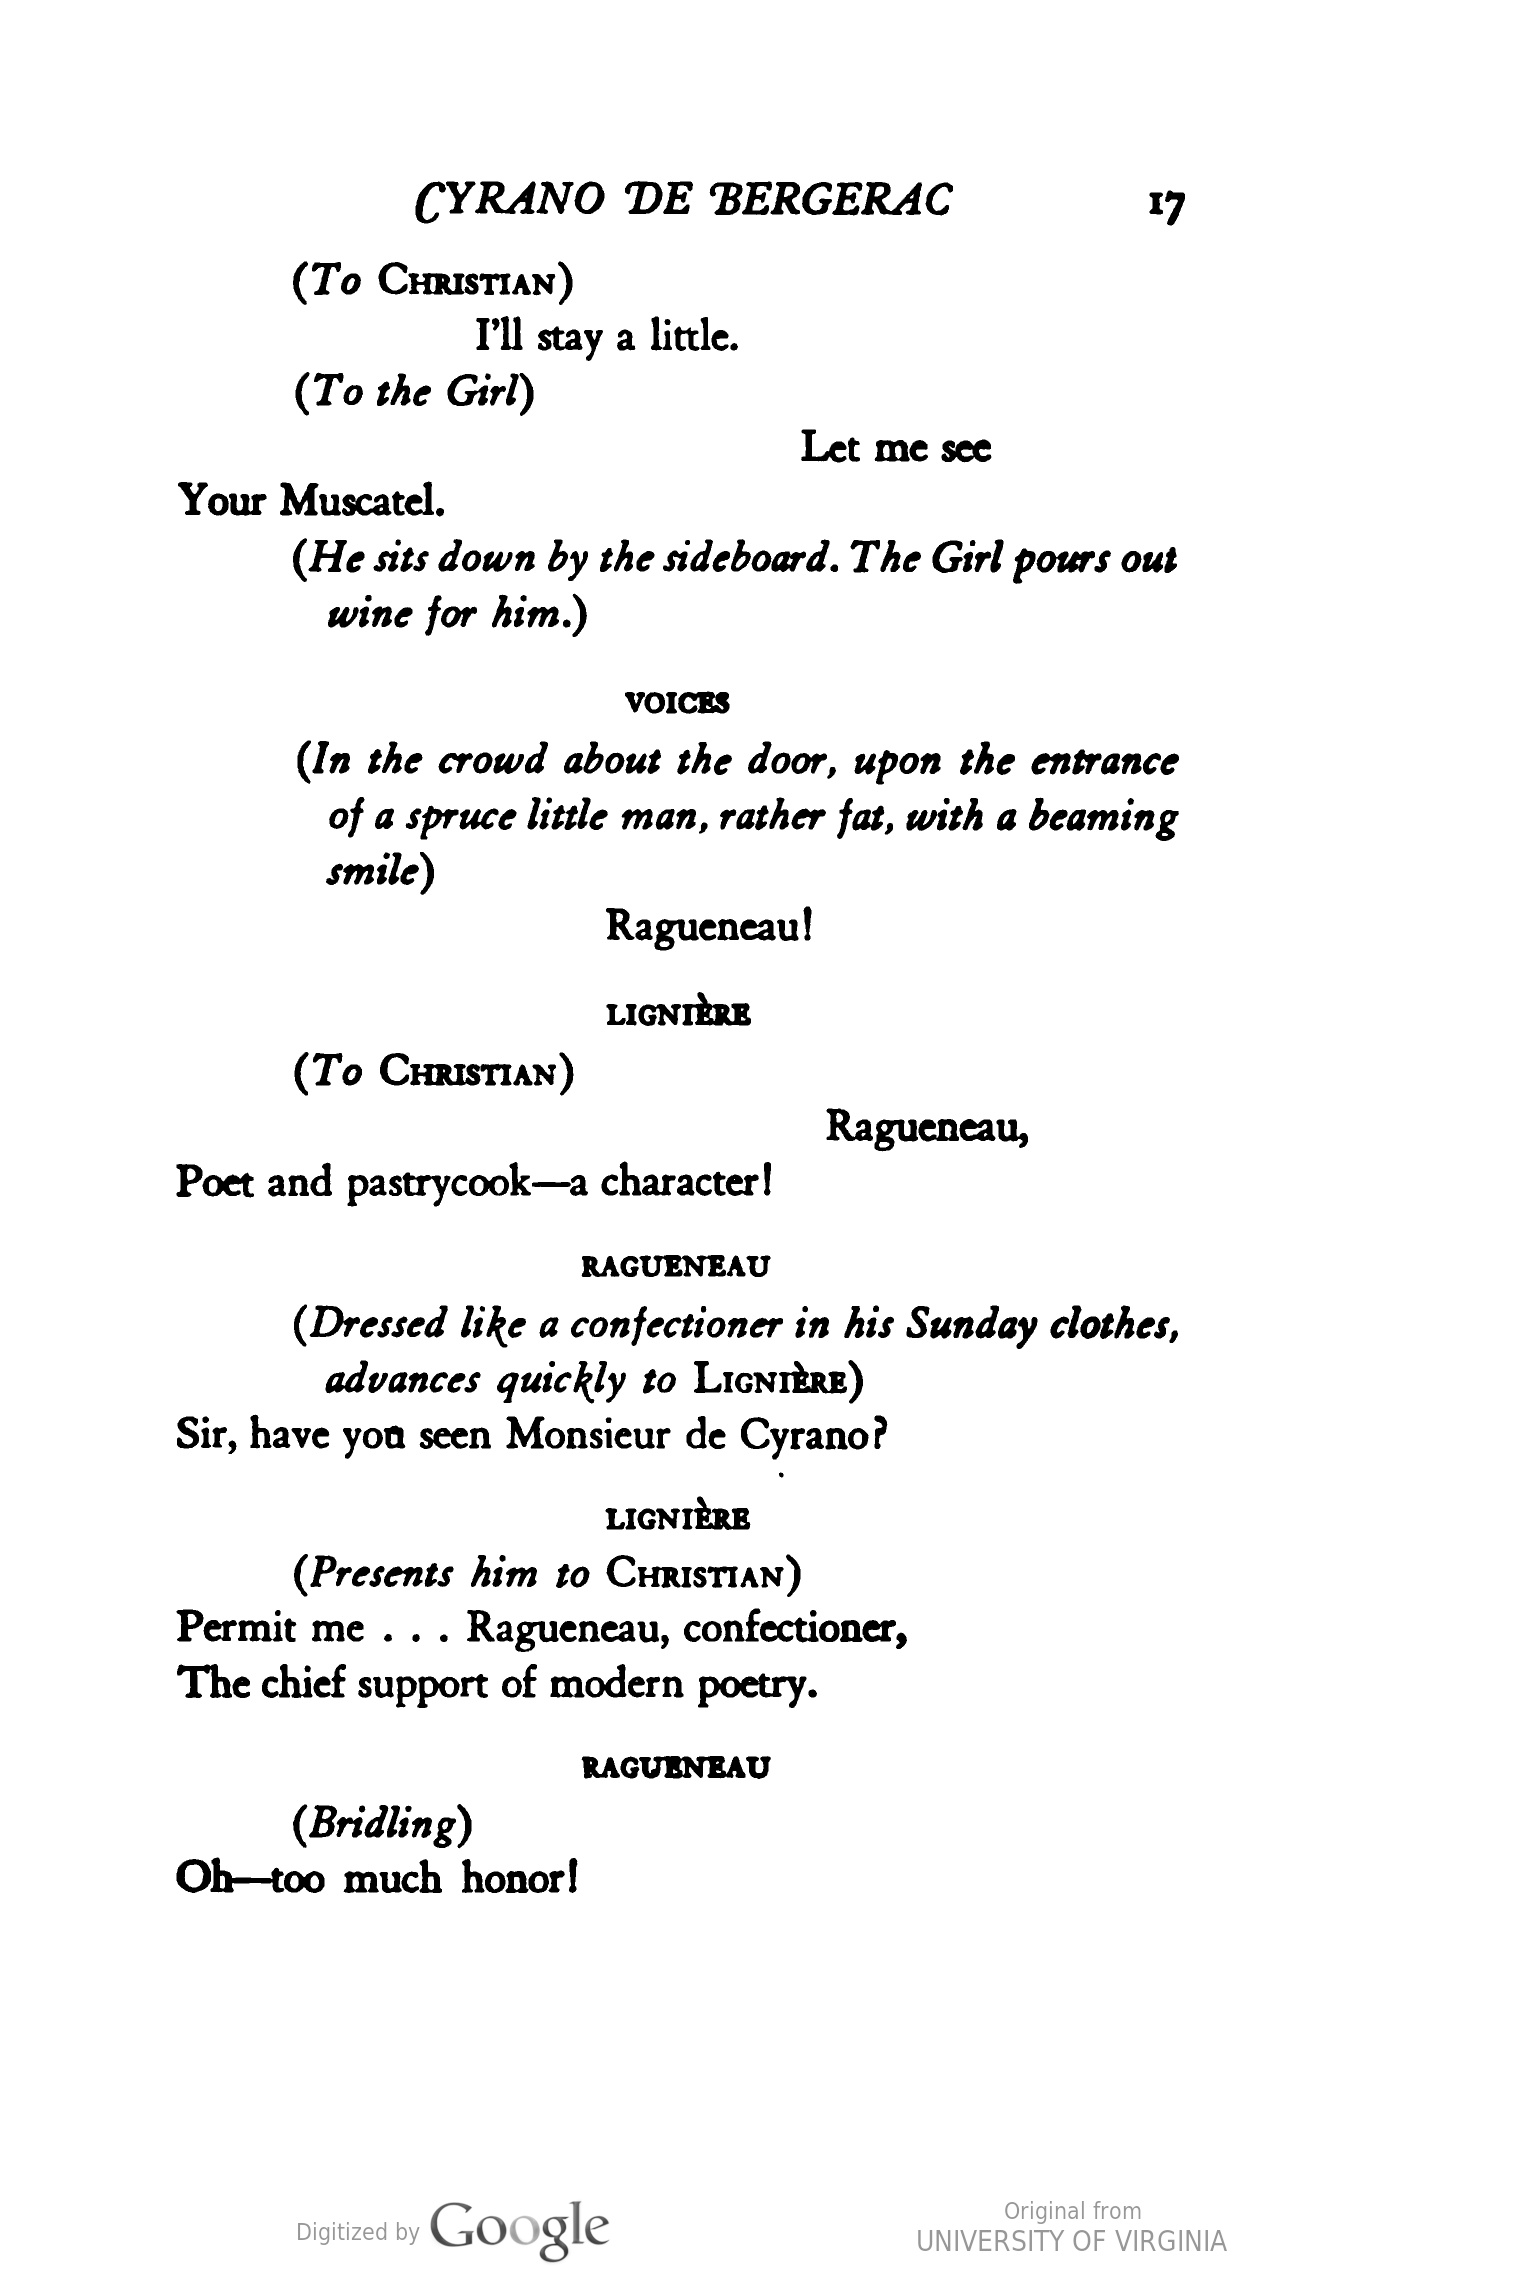 CYRANO DE BERGERAC 17
(To CHRISTIAN)
I'll stay a little.
(To the Girl)
Let me see
Your Muscatel.
(He sits down by the sideboard. The Girl pours out
wine for him.)
VOICES
(In the crowd about the door, upon the entrance
of a spruce little man, rather fat, with a beaming
smile)
Ragueneau!
LIGNIÈRE
(To CHRISTIAN)
Ragueneau,
Poet and pastrycook—a character!
RAGUENEAU
(Dressed like a confectioner in his Sunday clothes,
advances quickly to LIGNIÈRE)
Sir, have you seen Monsieur de Cyrano?
LIGNIÈRE
(Presents him to CHRISTIAN)
Permit me . . . Ragueneau, confectioner,
The chief support of modern poetry.
RAGUENEAU
(Bridling)
Oh—too much honor!
Digitized by Google
Original from
UNIVERSITY OF VIRGINIA